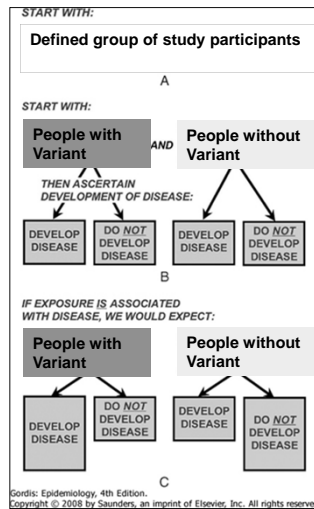 START WITH:
Defined group of study participants
A
START WITH:
People with
Variant
AND
People without
Variant
THEN ASCERTAIN
DEVELOPMENT OF DISEASE:
DEVELOP
DISEASE
DO NOT
DEVELOP
DISEASE
DEVELOP
DISEASE
DO NOT
DEVELOP
DISEASE
B
IF EXPOSURE IS ASSOCIATED
WITH DISEASE, WE WOULD EXPECT:
People with
Variant
People without
Variant
DEVELOP
DISEASE
DO NOT
DEVELOP
DISEASE
DEVELOP
DISEASE
DO NOT
DEVELOP
DISEASE
C
Gordis: Epidemiology, 4th Edition.
Copyright © 2008 by Saunders, an imprint of Elsevier, Inc. All rights reserve